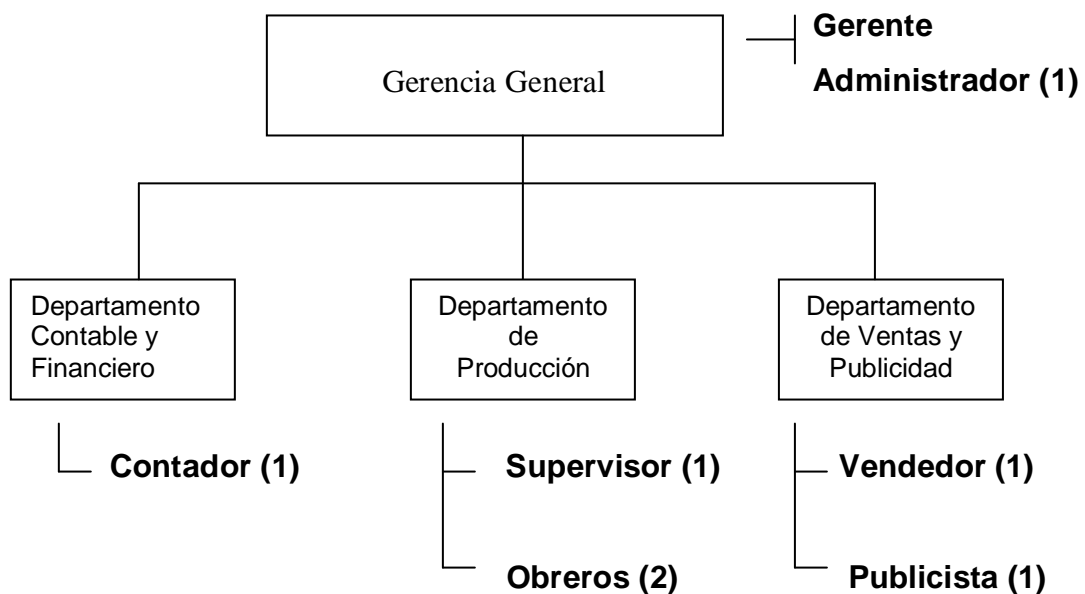 Gerencia General
Gerente
Administrador (1)
Departamento
Contable y
Financiero
Departamento
de
Producción
Departamento
de Ventas y
Publicidad
Contador (1)
Supervisor (1)
Vendedor (1)
Obreros (2)
Publicista (1)